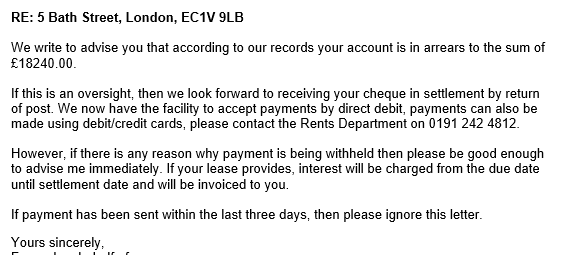 RE: 5 Bath Street, London, EC1V 9LB
We write to advise you that according to our records your account is in arrears to the sum of
£18240.00.
If this is an oversight, then we look forward to receiving your cheque in settlement by return
of post. We now have the facility to accept payments by direct debit, payments can also be
made using debit/credit cards, please contact the Rents Department on 0191 242 4812.
However, if there is any reason why payment is being withheld then please be good enough
to advise me immediately. If your lease provides, interest will be charged from the due date
until settlement date and will be invoiced to you.
If payment has been sent within the last three days, then please ignore this letter.
Yours sincerely,